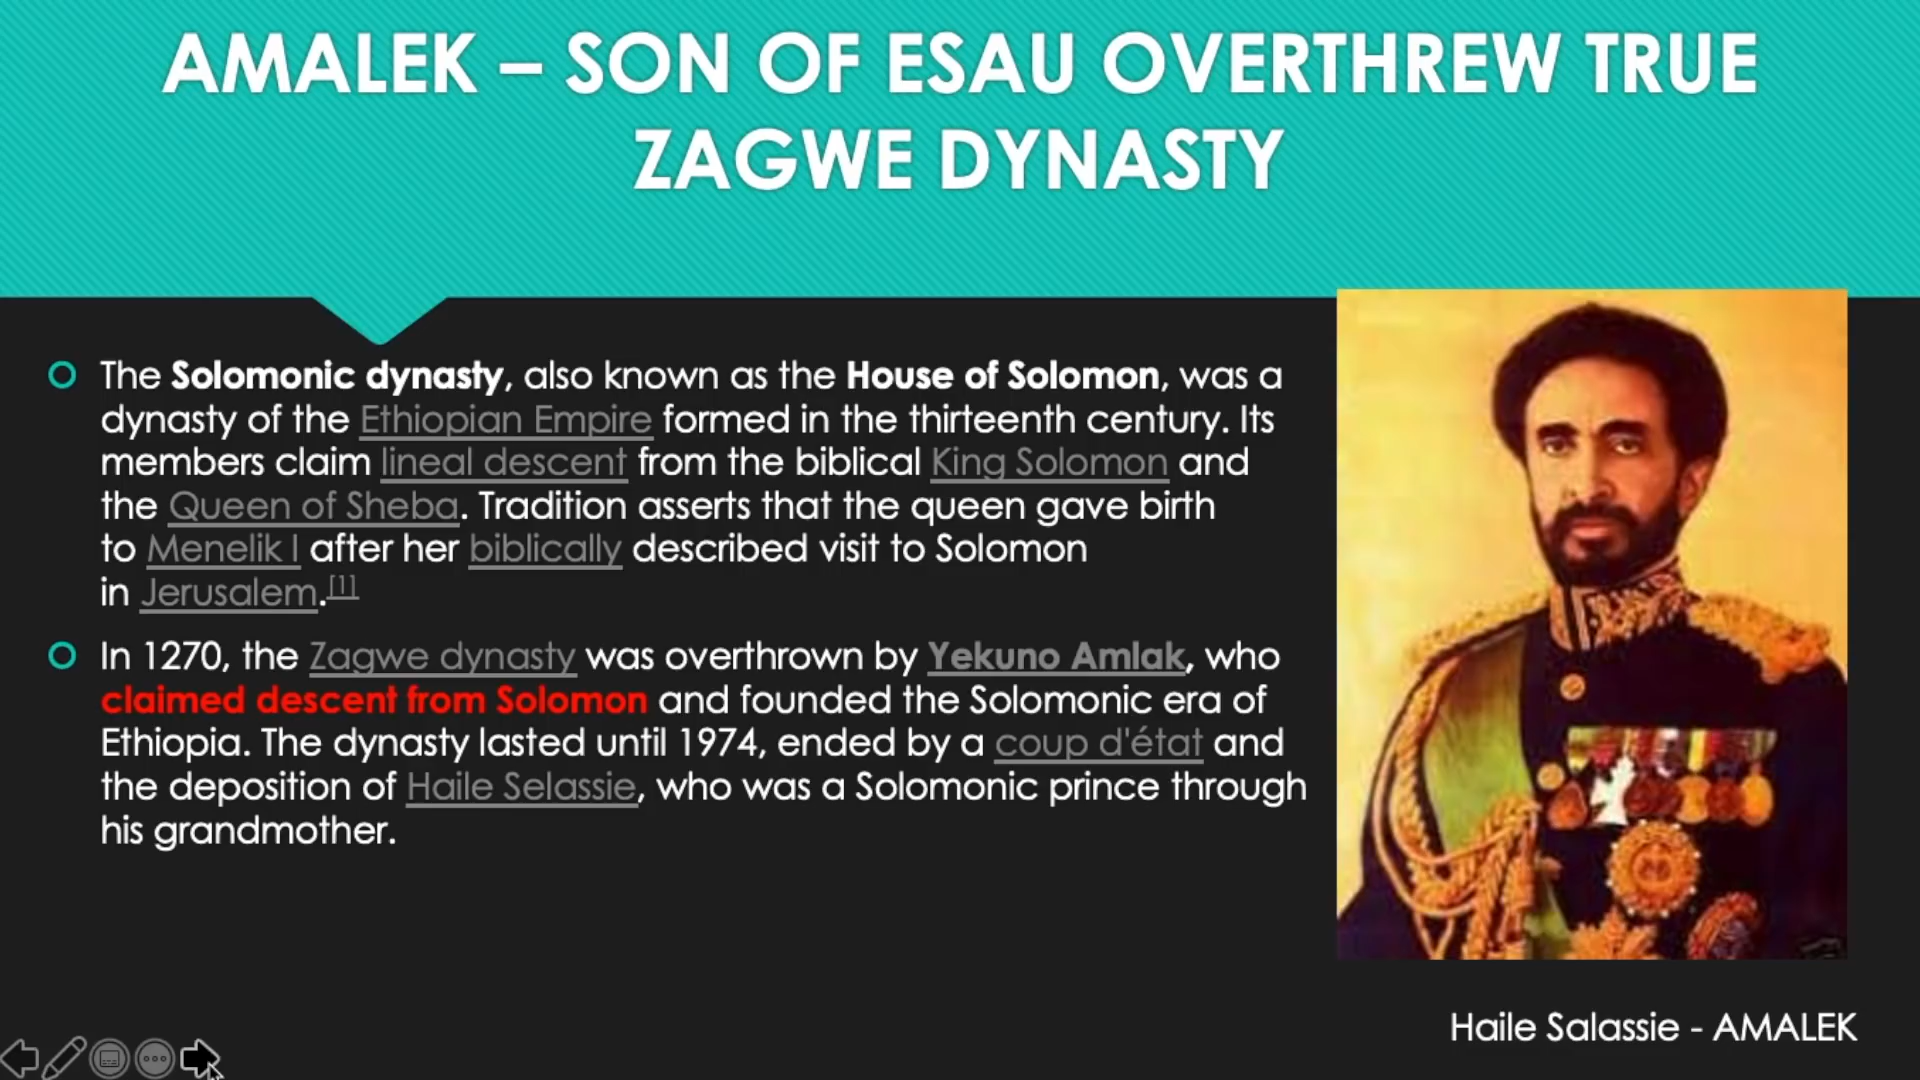 AMALEK – SON OF ESAU OVERTHREW TRUE
ZAGWE DYNASTY
The Solomonic dynasty, also known as the House of Solomon, was a
dynasty of the Ethiopian Empire formed in the thirteenth century. Its
members claim lineal descent from the biblical King Solomon and
the Queen of Sheba. Tradition asserts that the queen gave birth
to Menelik I after her biblically described visit to Solomon
in Jerusalem.[1]
In 1270, the Zagwe dynasty was overthrown by Yekuno Amlak, who
claimed descent from Solomon and founded the Solomonic era of
Ethiopia. The dynasty lasted until 1974, ended by a coup d'état and
the deposition of Haile Selassie, who was a Solomonic prince through
his grandmother.
Haile Salassie - AMALEK